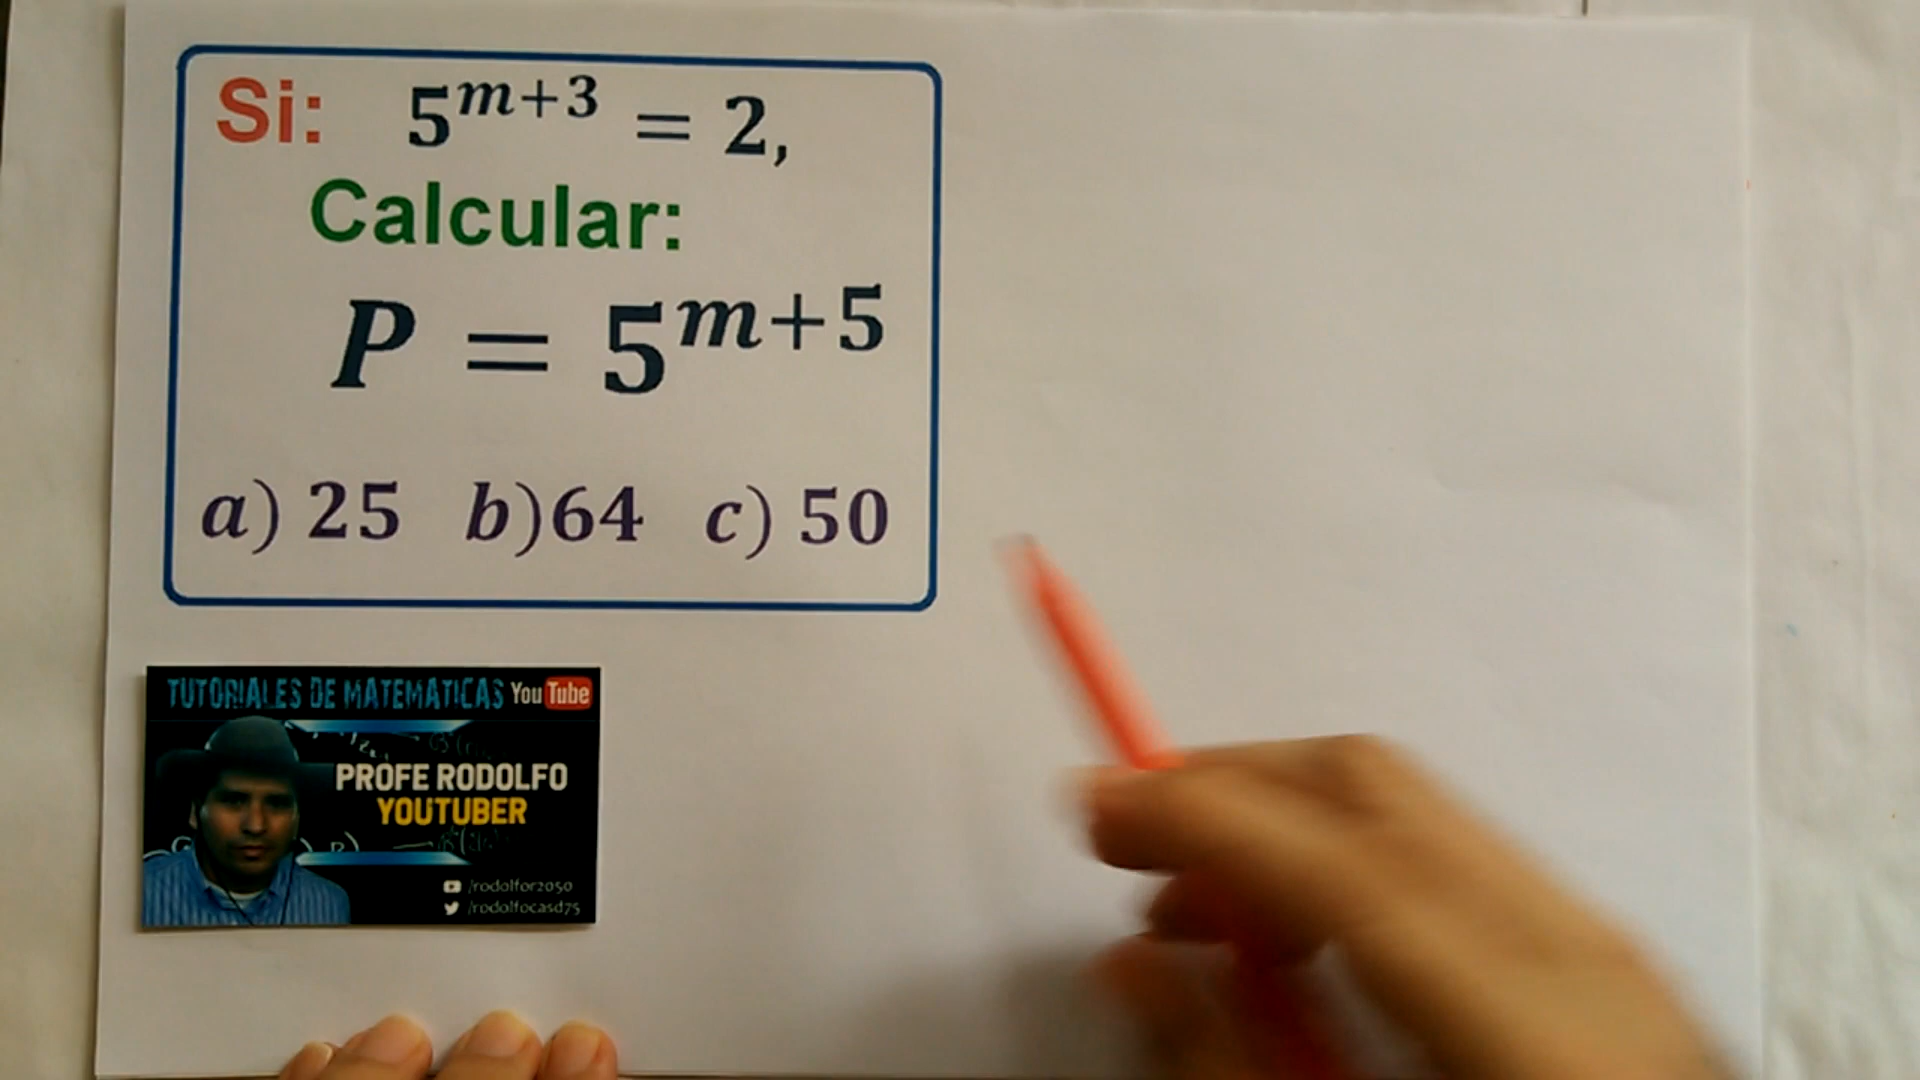 Si: 5^{m+3} = 2,
Calcular:
P = 5^{m+5}
a) 25 b)64 c) 50
TUTORIALES DE MATEMATICAS YouTube
PROFE RODOLFO
YOUTUBER
/rodolfor2050
/rodolfocasd75